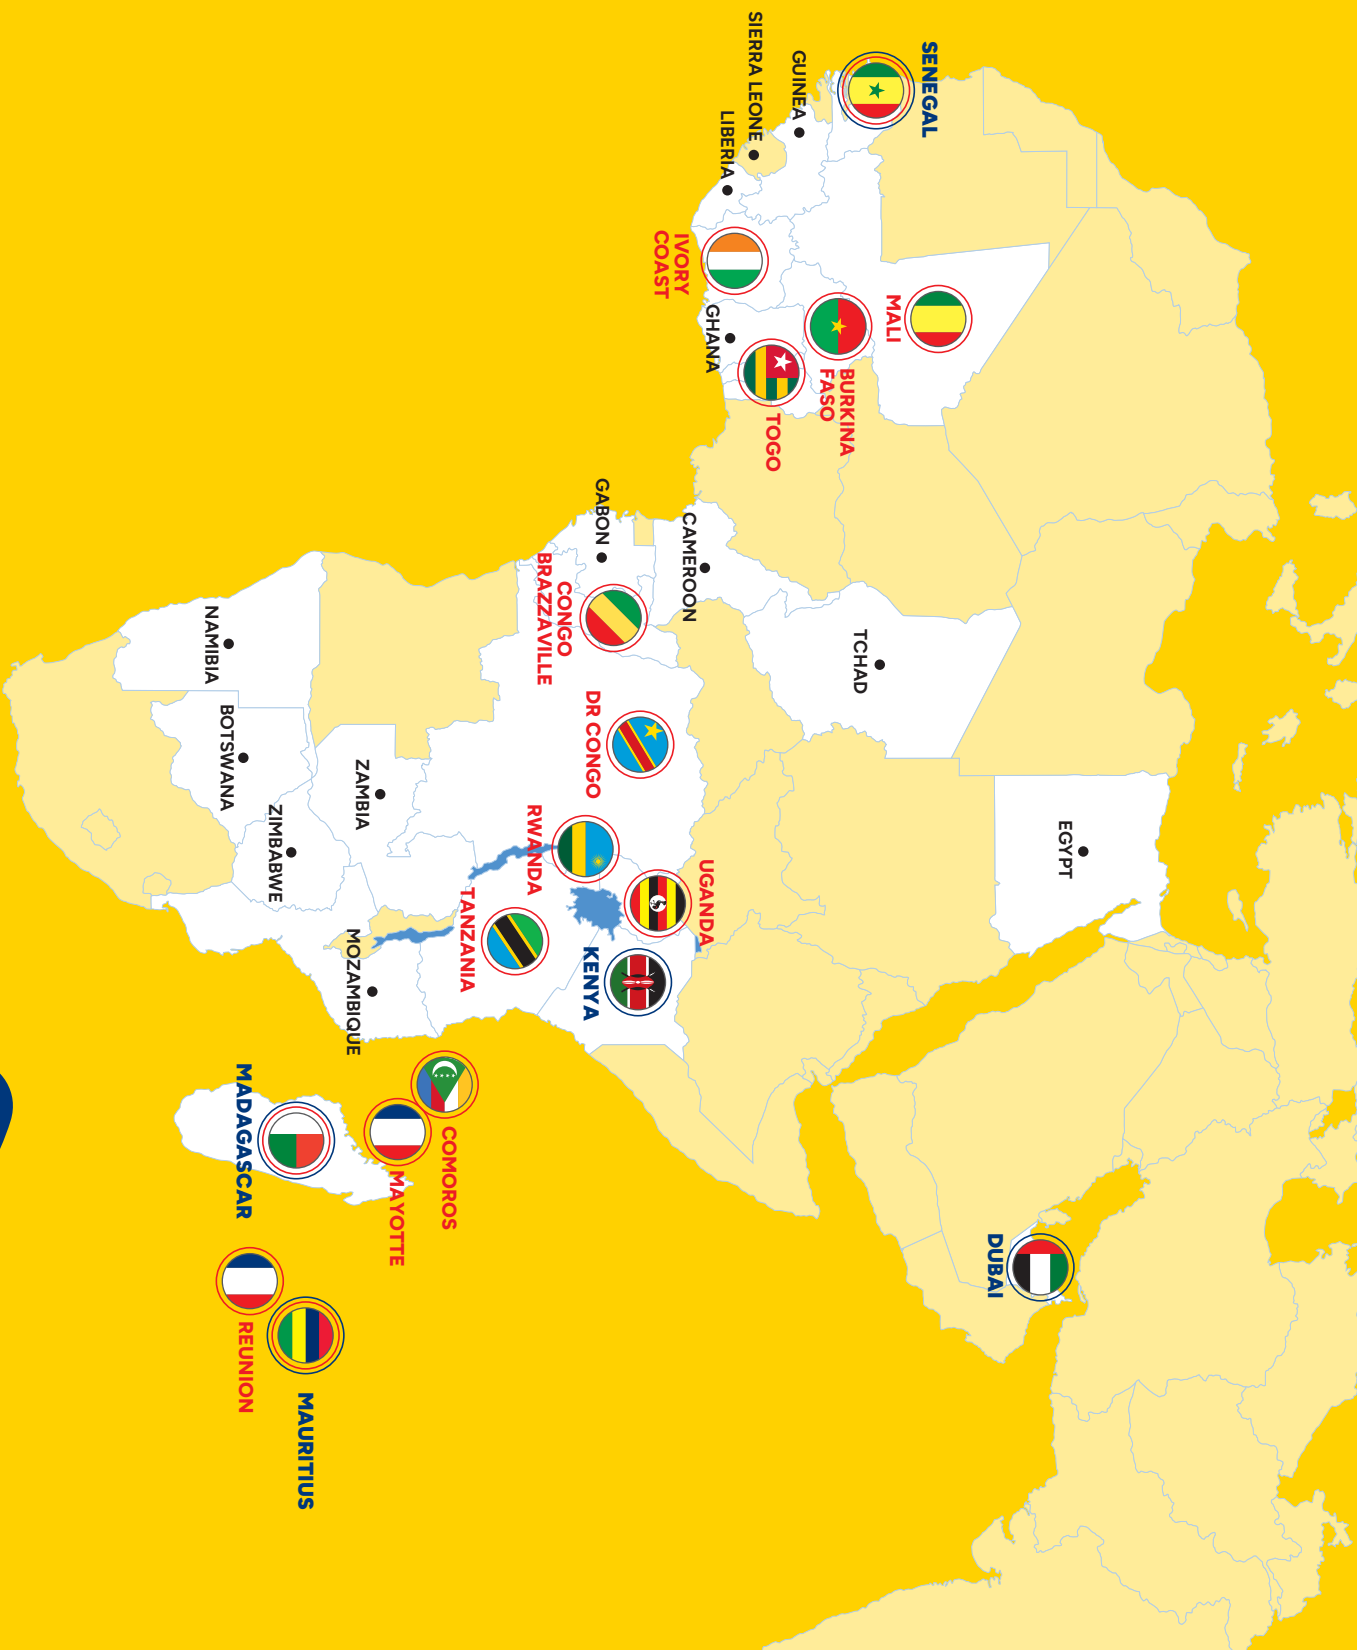 SENEGAL
GUINEA
SIERRA LEONE
LIBERIA
IVORY
COAST
GHANA
MALI
BURKINA
FASO
TOGO
GABON
CAMEROON
CONGO
BRAZZAVILLE
TCHAD
EGYPT
DR CONGO
RWANDA
UGANDA
KENYA
TANZANIA
NAMIBIA
BOTSWANA
ZAMBIA
ZIMBABWE
MOZAMBIQUE
COMOROS
MAYOTTE
MADAGASCAR
REUNION
MAURITIUS
DUBAI